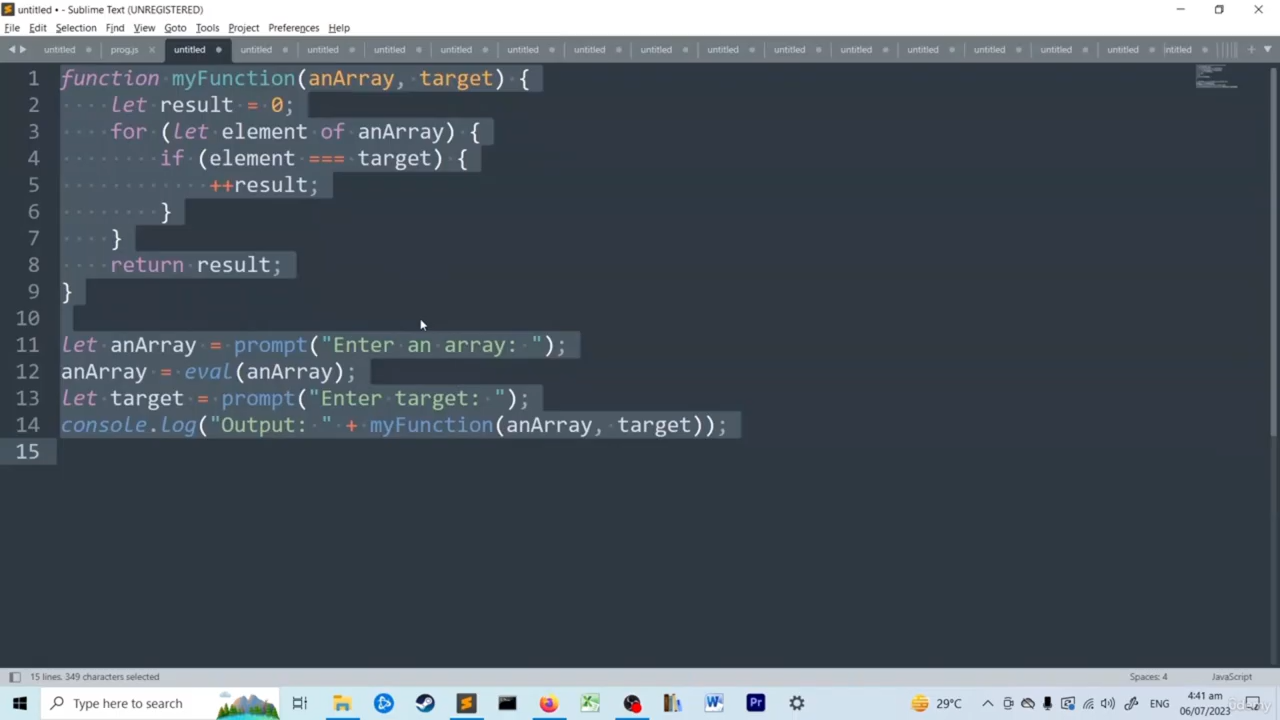 untitled • - Sublime Text (UNREGISTERED)
File Edit Selection Find View Goto Tools Project Preferences Help
untitled prog.js untitled untitled untitled untitled untitled untitled untitled untitled untitled untitled untitled untitled untitled untitled untitled untitled
1 function myFunction(anArray, target) {
2 let result = 0;
3 for (let element of anArray) {
4 if (element === target) {
5 ++result;
6 }
7 }
8 return result;
9 }
10
11 let anArray = prompt("Enter an array: ");
12 anArray = eval(anArray);
13 let target = prompt("Enter target: ");
14 console.log("Output: " + myFunction(anArray, target));
15
15 lines, 349 characters selected Spaces: 4 JavaScript
Type here to search 29°C ENG 4:41 am
06/07/2023